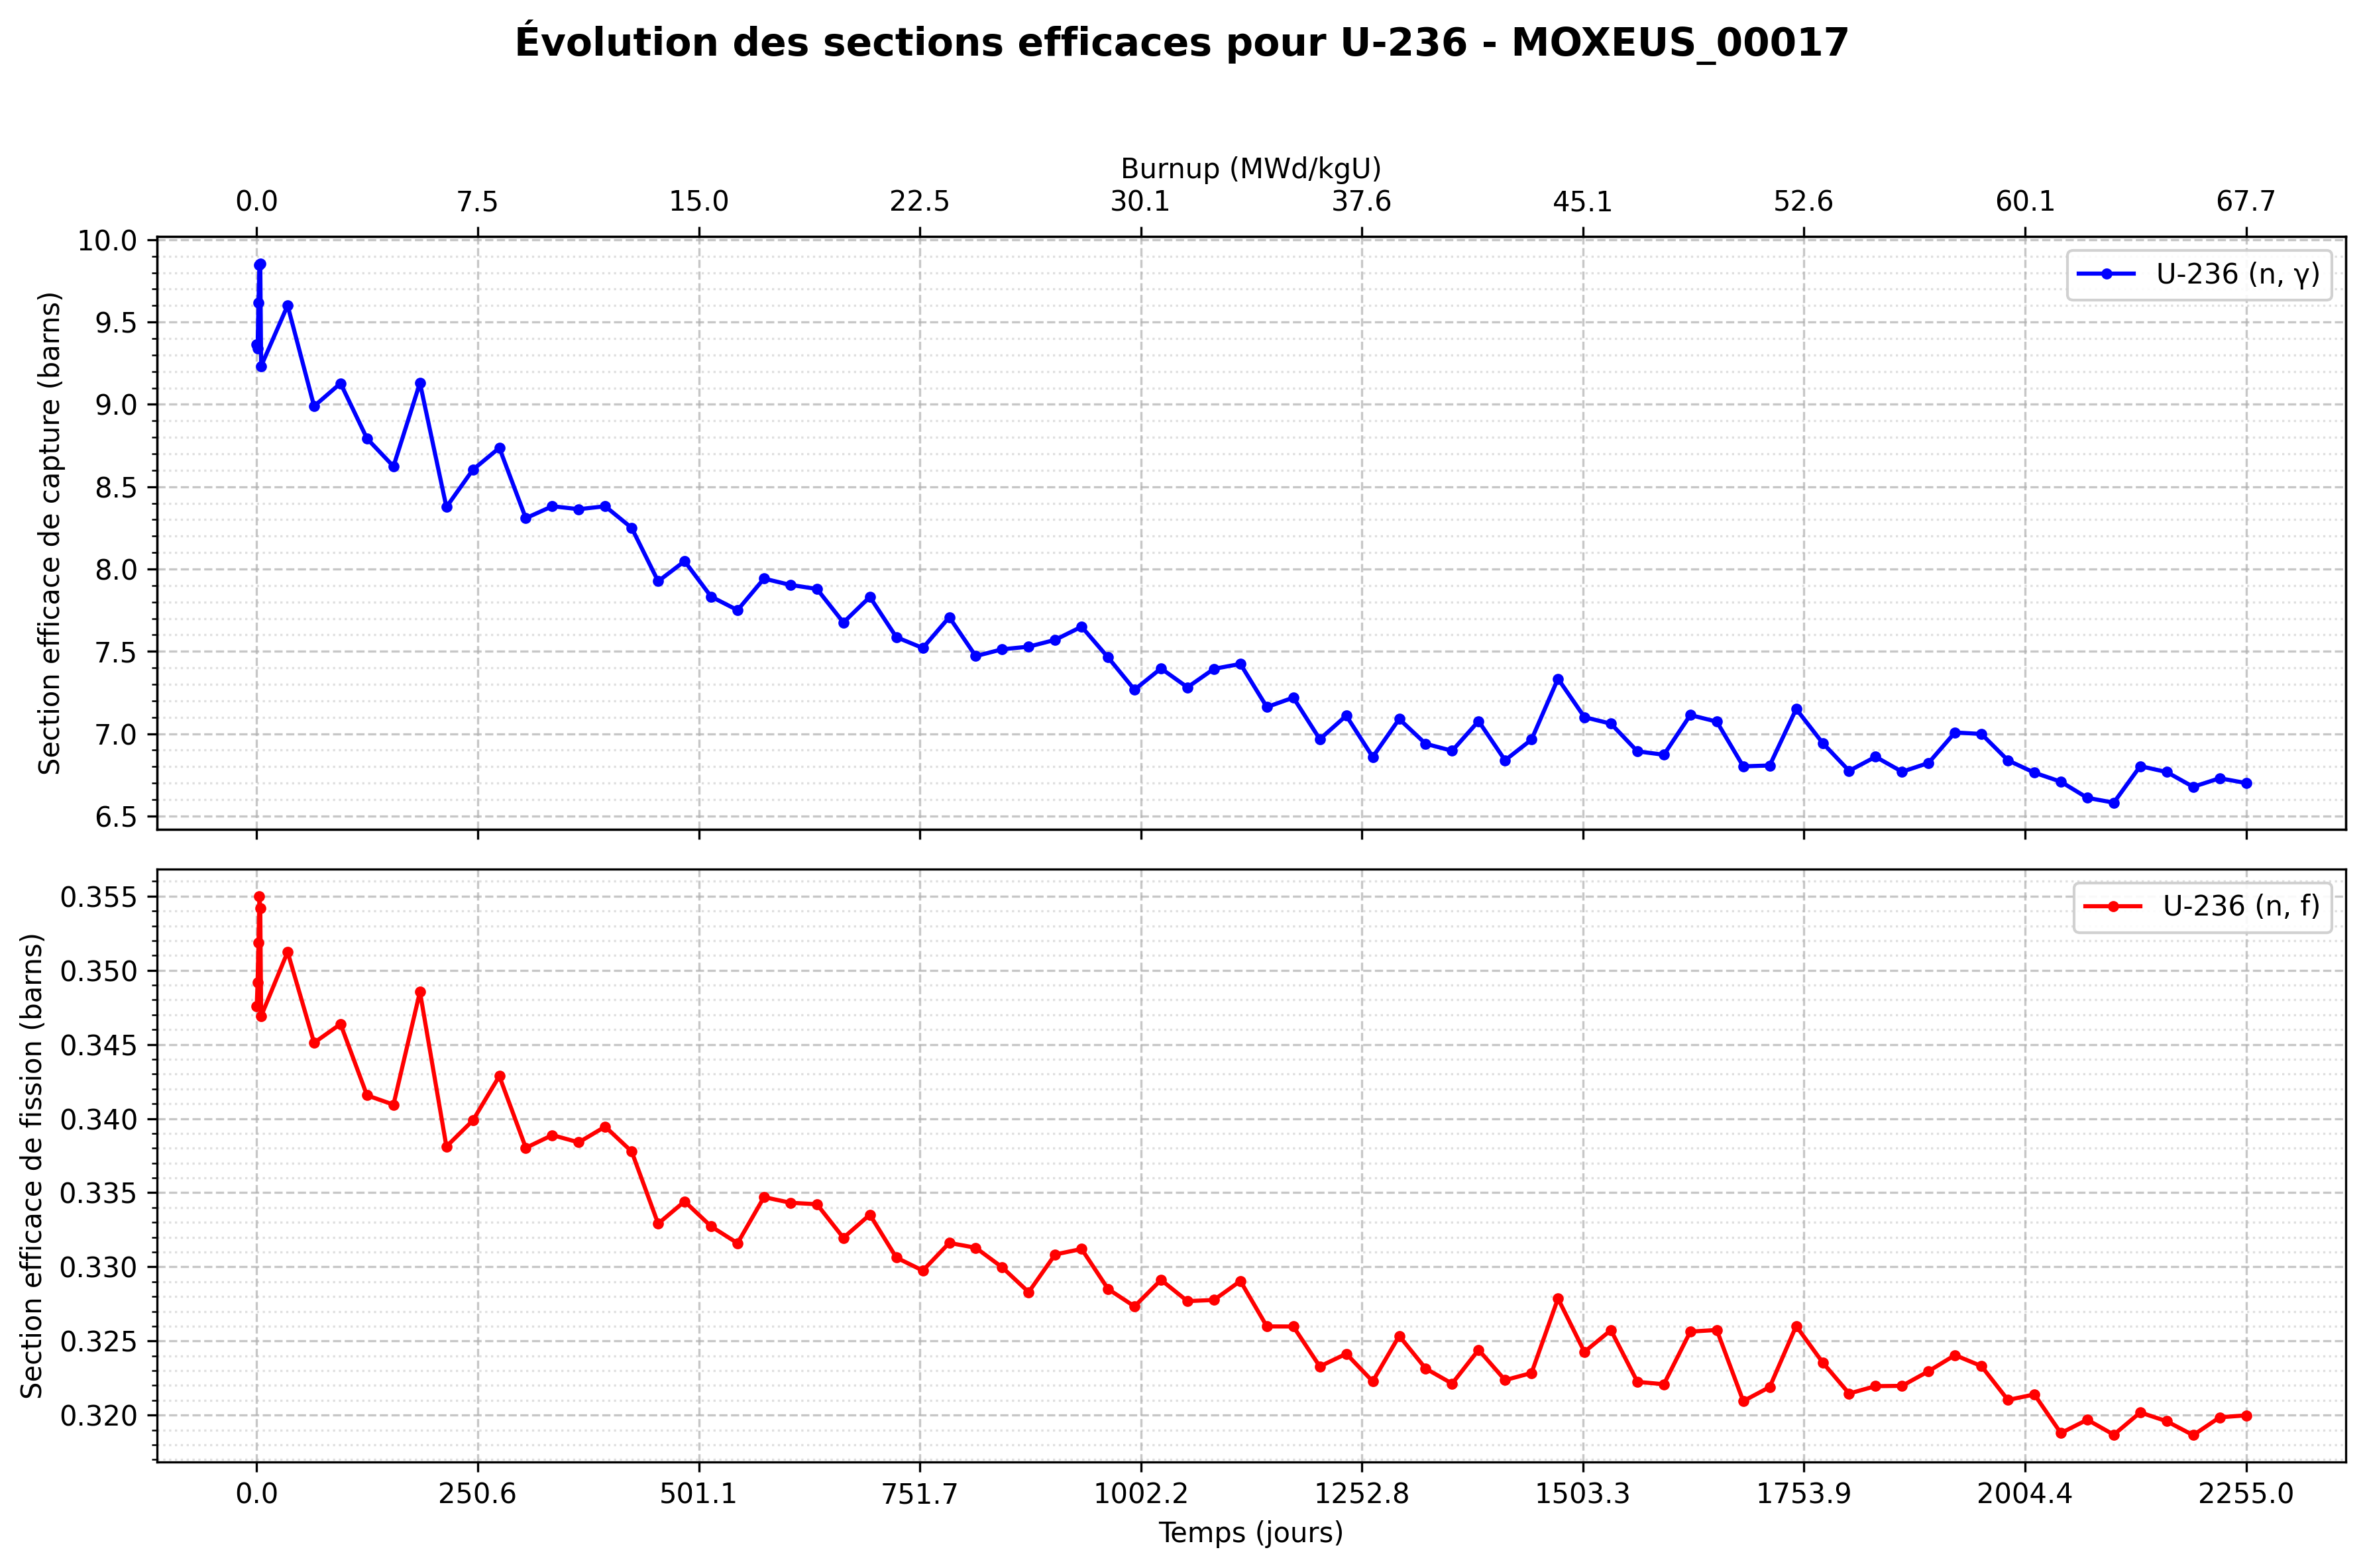 Évolution des sections efficaces pour U-236 - MOXEUS_00017
Burnup (MWd/kgU)
0.0 7.5 15.0 22.5 30.1 37.6 45.1 52.6 60.1 67.7
Section efficace de capture (barns)
10.0
9.5
9.0
8.5
8.0
7.5
7.0
6.5
U-236 (n, γ)
Section efficace de fission (barns)
0.355
0.350
0.345
0.340
0.335
0.330
0.325
0.320
U-236 (n, f)
0.0 250.6 501.1 751.7 1002.2 1252.8 1503.3 1753.9 2004.4 2255.0
Temps (jours)